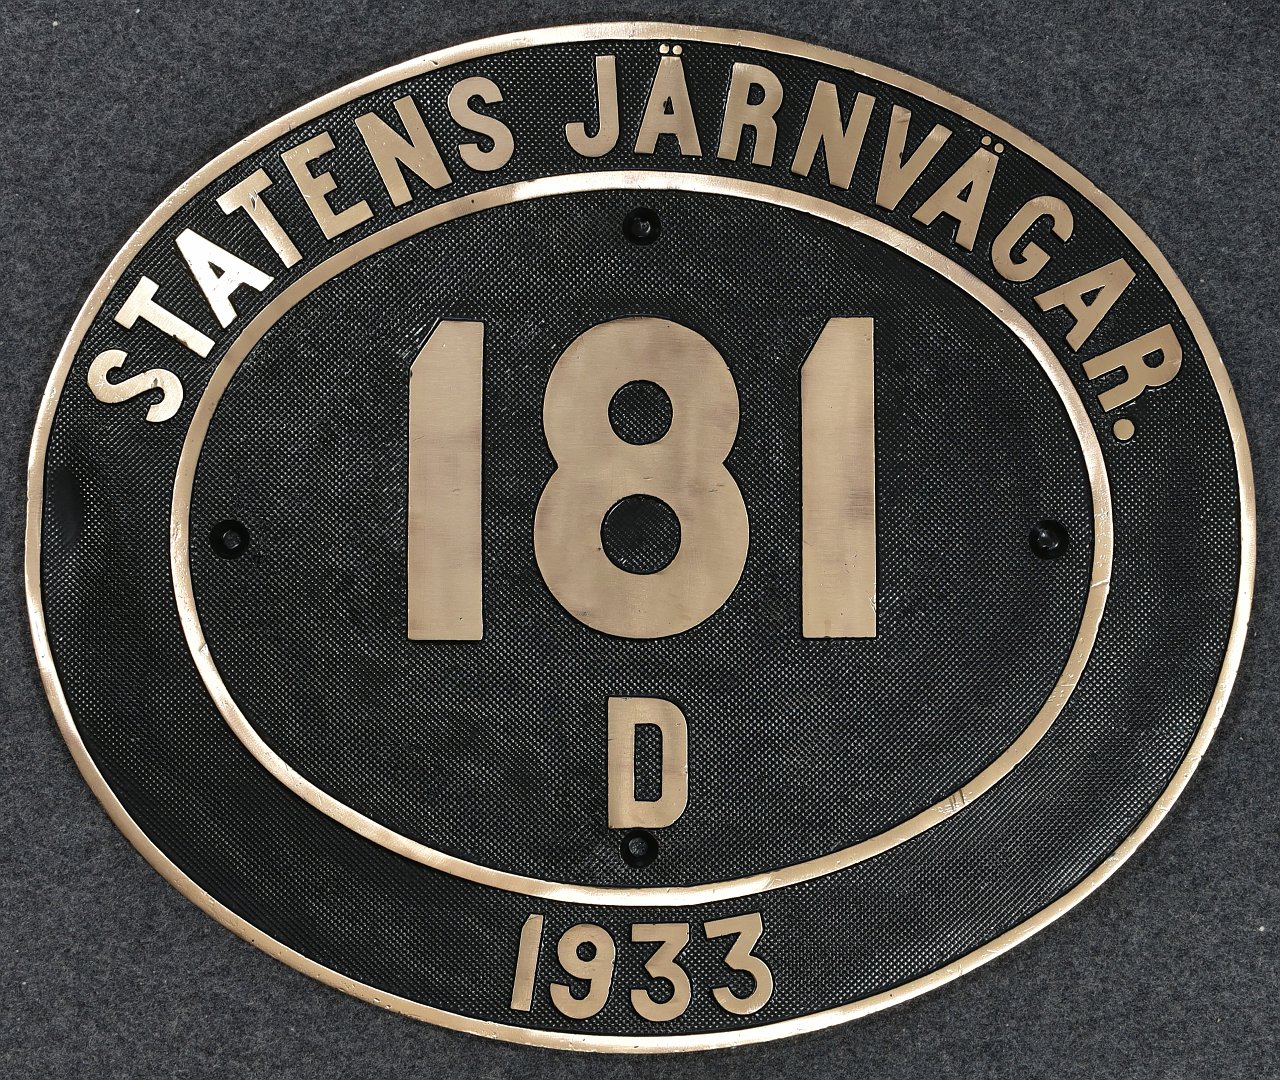 STATENS JÄRNVÄGAR.
181
D
1933